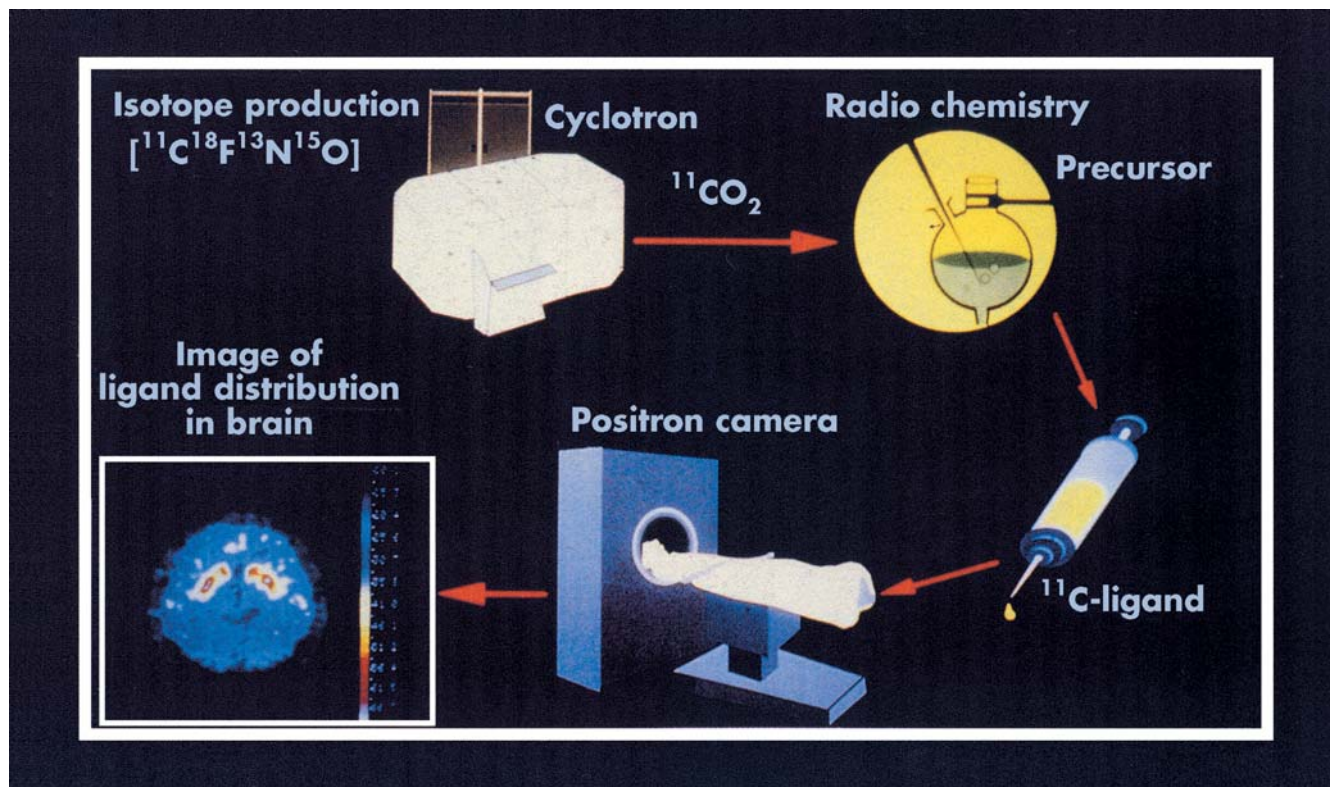 Isotope production
[¹¹C¹⁸F¹³N¹⁵O]
Cyclotron
¹¹CO₂
Radio chemistry
Precursor
Image of
ligand distribution
in brain
Positron camera
¹¹C-ligand